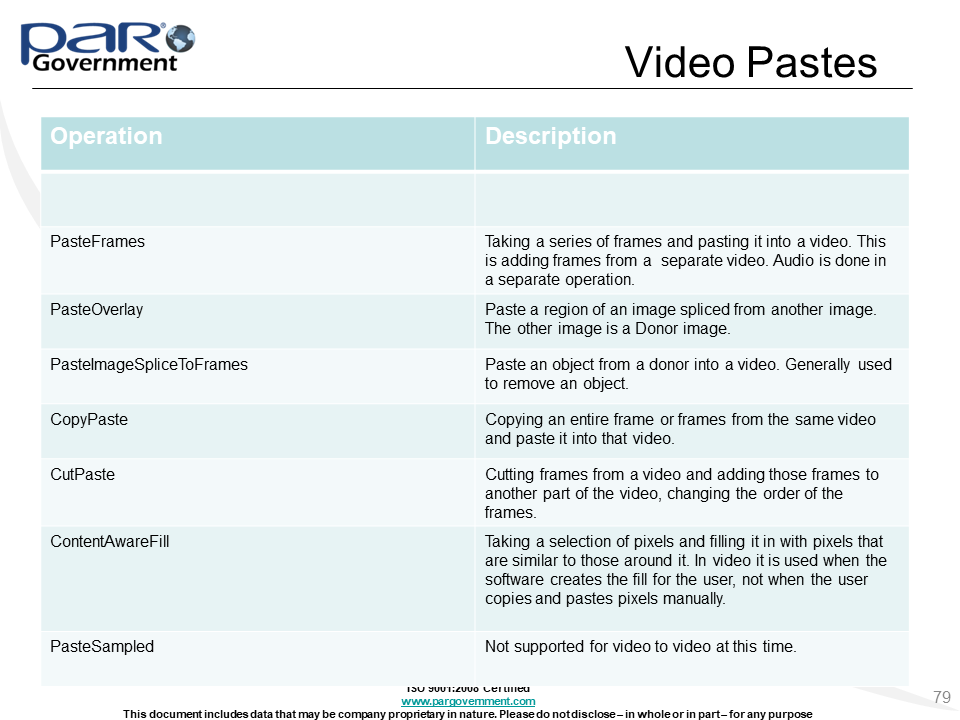 PAR® Government
Video Pastes
Operation
Description
PasteFrames
Taking a series of frames and pasting it into a video. This
is adding frames from a separate video. Audio is done in
a separate operation.
PasteOverlay
Paste a region of an image spliced from another image.
The other image is a Donor image.
PasteImageSpliceToFrames
Paste an object from a donor into a video. Generally used
to remove an object.
CopyPaste
Copying an entire frame or frames from the same video
and paste it into that video.
CutPaste
Cutting frames from a video and adding those frames to
another part of the video, changing the order of the
frames.
ContentAwareFill
Taking a selection of pixels and filling it in with pixels that
are similar to those around it. In video it is used when the
software creates the fill for the user, not when the user
copies and pastes pixels manually.
PasteSampled
Not supported for video to video at this time.
ISO 9001:2008 Certified
www.pargovernment.com
This document includes data that may be company proprietary in nature. Please do not disclose – in whole or in part – for any purpose
79